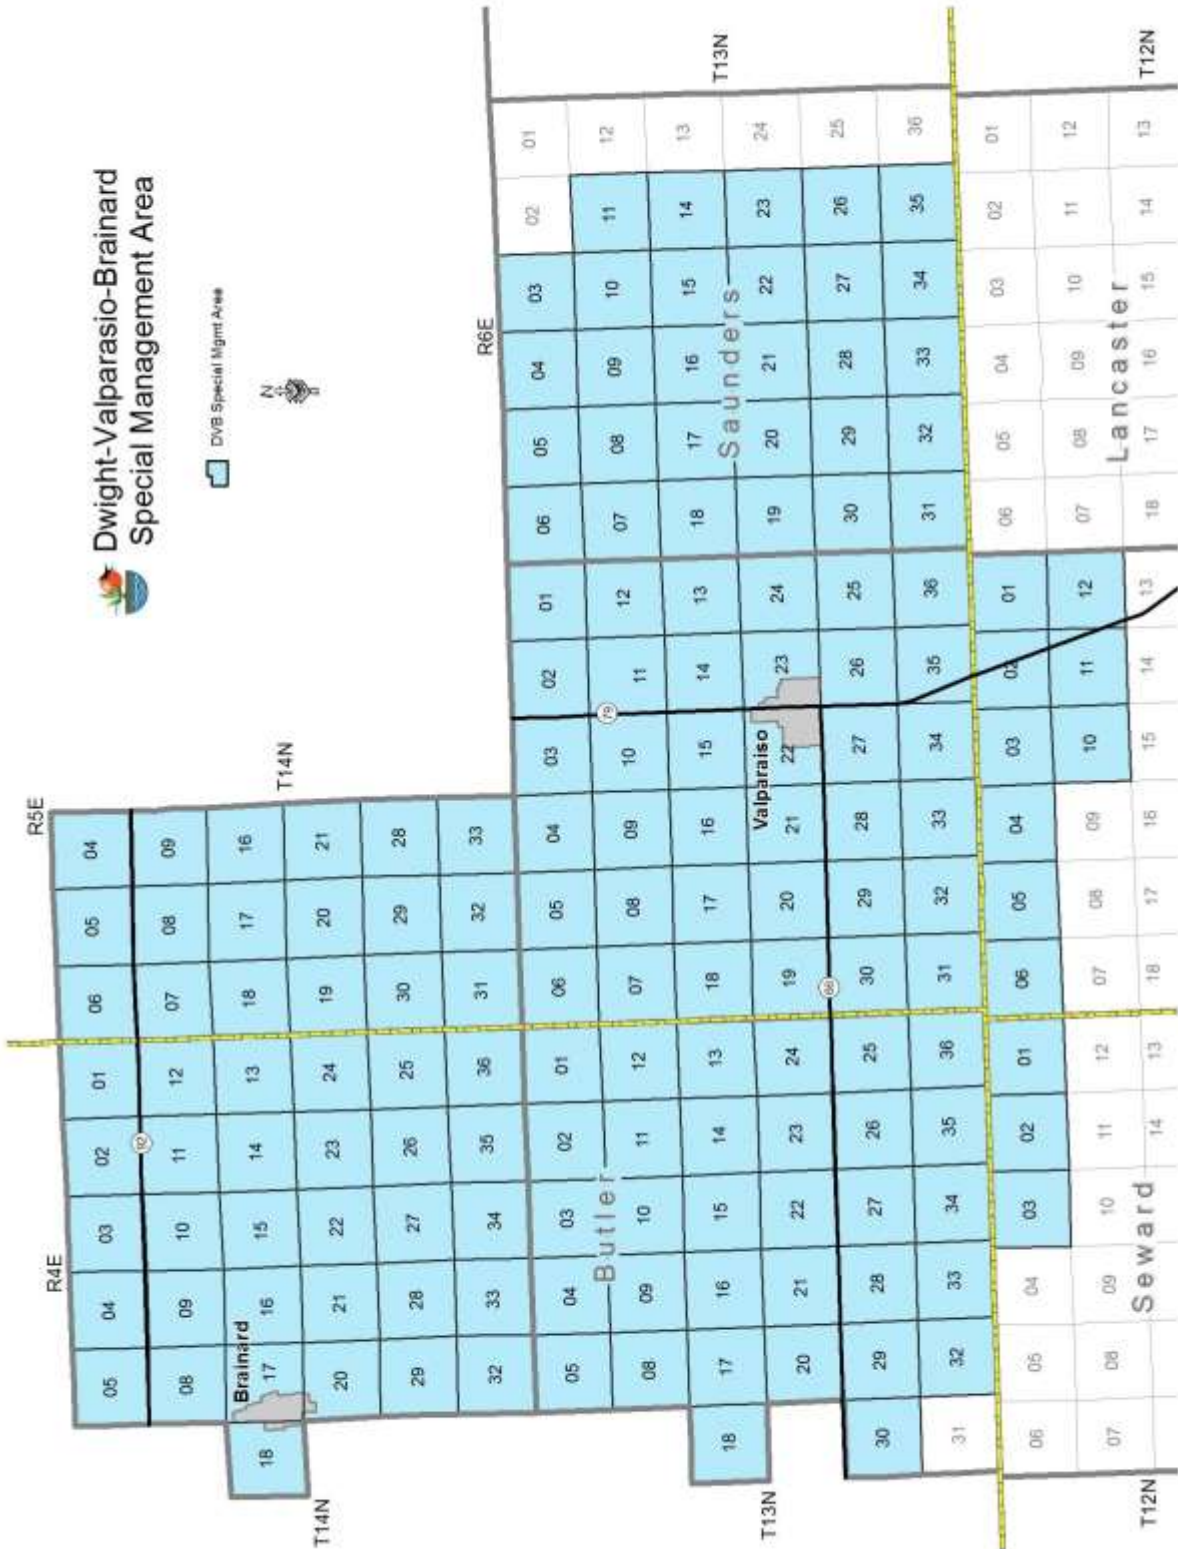 Dwight-Valparasio-Brainard
Special Management Area
DVB Special Mgmt Area
N
R4E R5E
05 04 03 02 01 06 05 04
92
08 09 10 11 12 07 08 09
Brainard
18 17 16 15 14 13 18 17 16
T14N T14N
20 21 22 23 24 19 20 21
29 28 27 26 25 30 29 28
32 33 34 35 36 31 32 33
R6E
05 04 03 02 01 06 05 04 03 02 01 06 05 04 03 02 01
Butler
79
08 09 10 11 12 07 08 09 10 11 12 07 08 09 10 11 12
18 17 16 15 14 13 18 17 16 15 14 13 18 17 16 15 14 13
T13N Saunders T13N
Valparaiso
20 21 22 23 24 19 20 21 22 23 24 19 20 21 22 23 24
66
30 29 28 27 26 25 30 29 28 27 26 25 30 29 28 27 26 25
31 32 33 34 35 36 31 32 33 34 35 36 31 32 33 34 35 36
06 05 04 03 02 01 06 05 04 03 02 01 06 05 04 03 02 01
07 08 09 10 11 12 07 08 09 10 11 12 07 08 09 10 11 12
Seward Lancaster
T12N 14 13 18 17 16 15 14 13 18 17 16 15 14 13 T12N